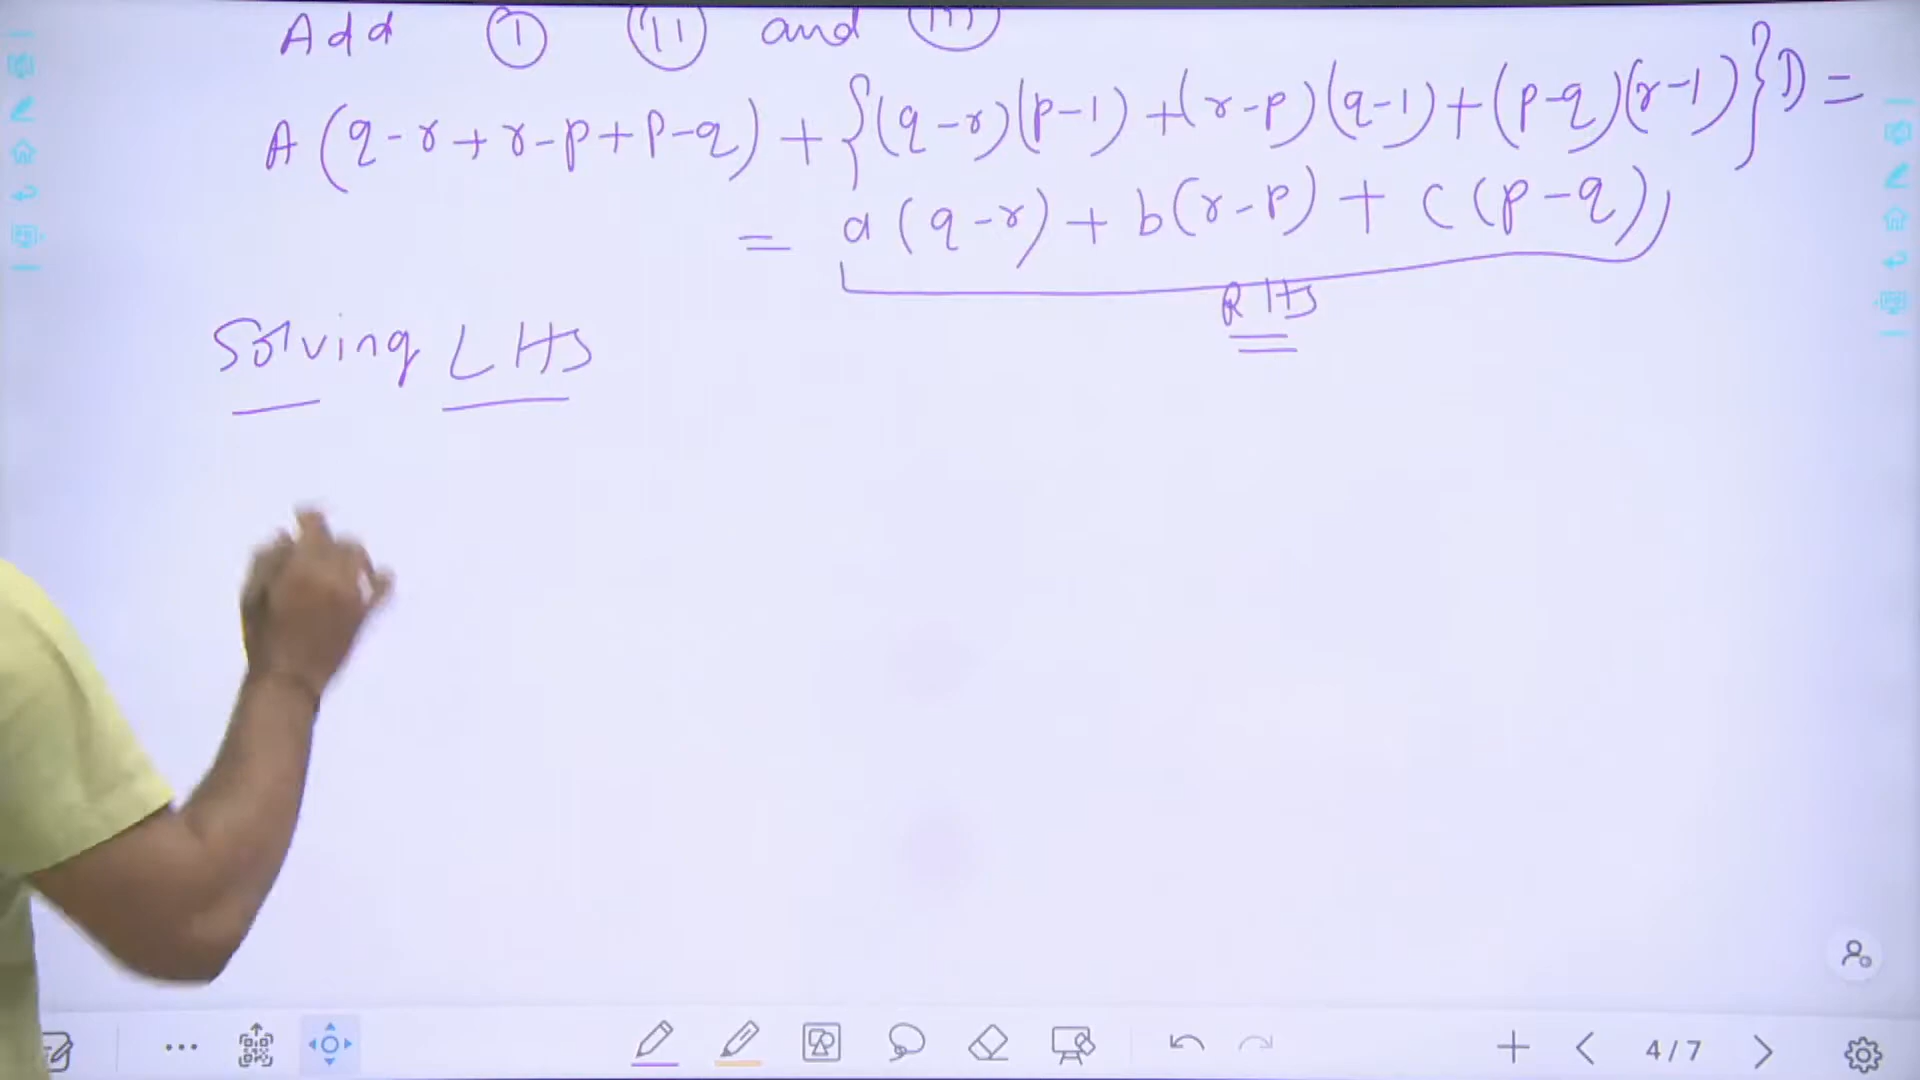 Add I II and III
A(q-r+r-p+p-q) + {(q-r)(p-1)+(r-p)(q-1)+(p-q)(r-1)}D =
= a(q-r)+b(r-p)+c(p-q)
RHS
Solving LHS
4/7